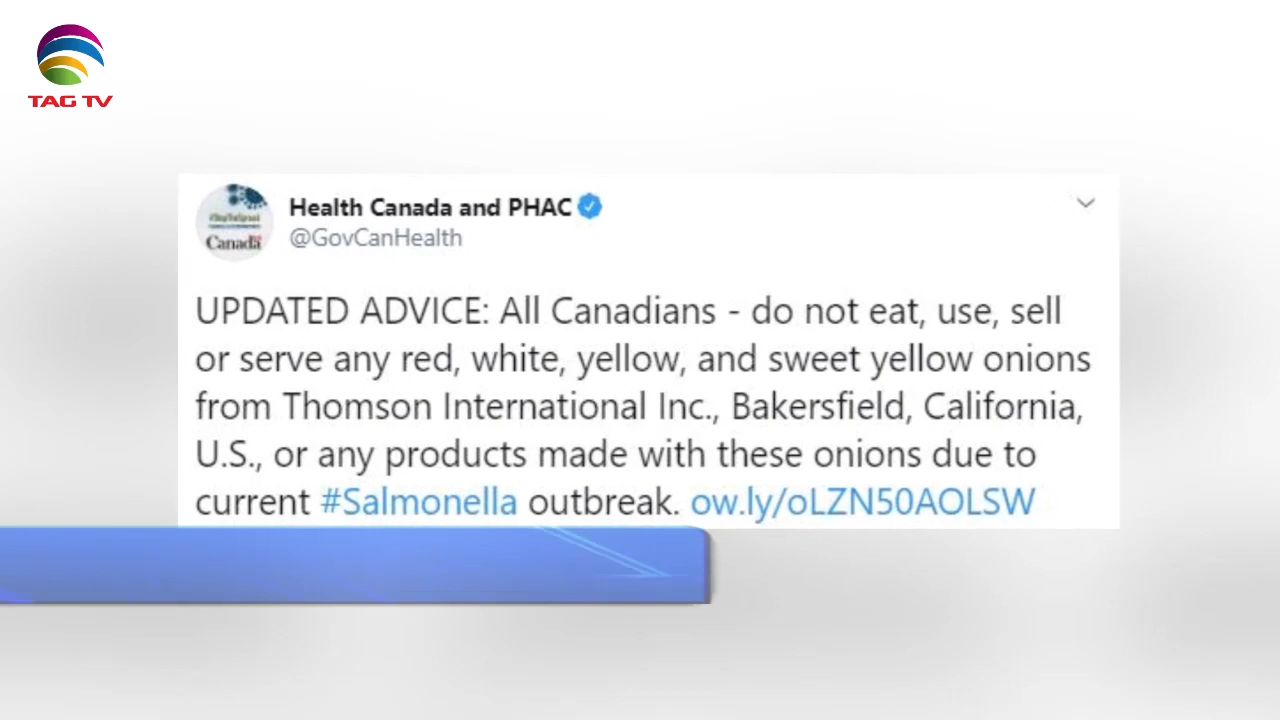 TAG TV
Health Canada and PHAC
@GovCanHealth
Canada
UPDATED ADVICE: All Canadians - do not eat, use, sell
or serve any red, white, yellow, and sweet yellow onions
from Thomson International Inc., Bakersfield, California,
U.S., or any products made with these onions due to
current #Salmonella outbreak. ow.ly/oLZN50AOLSW